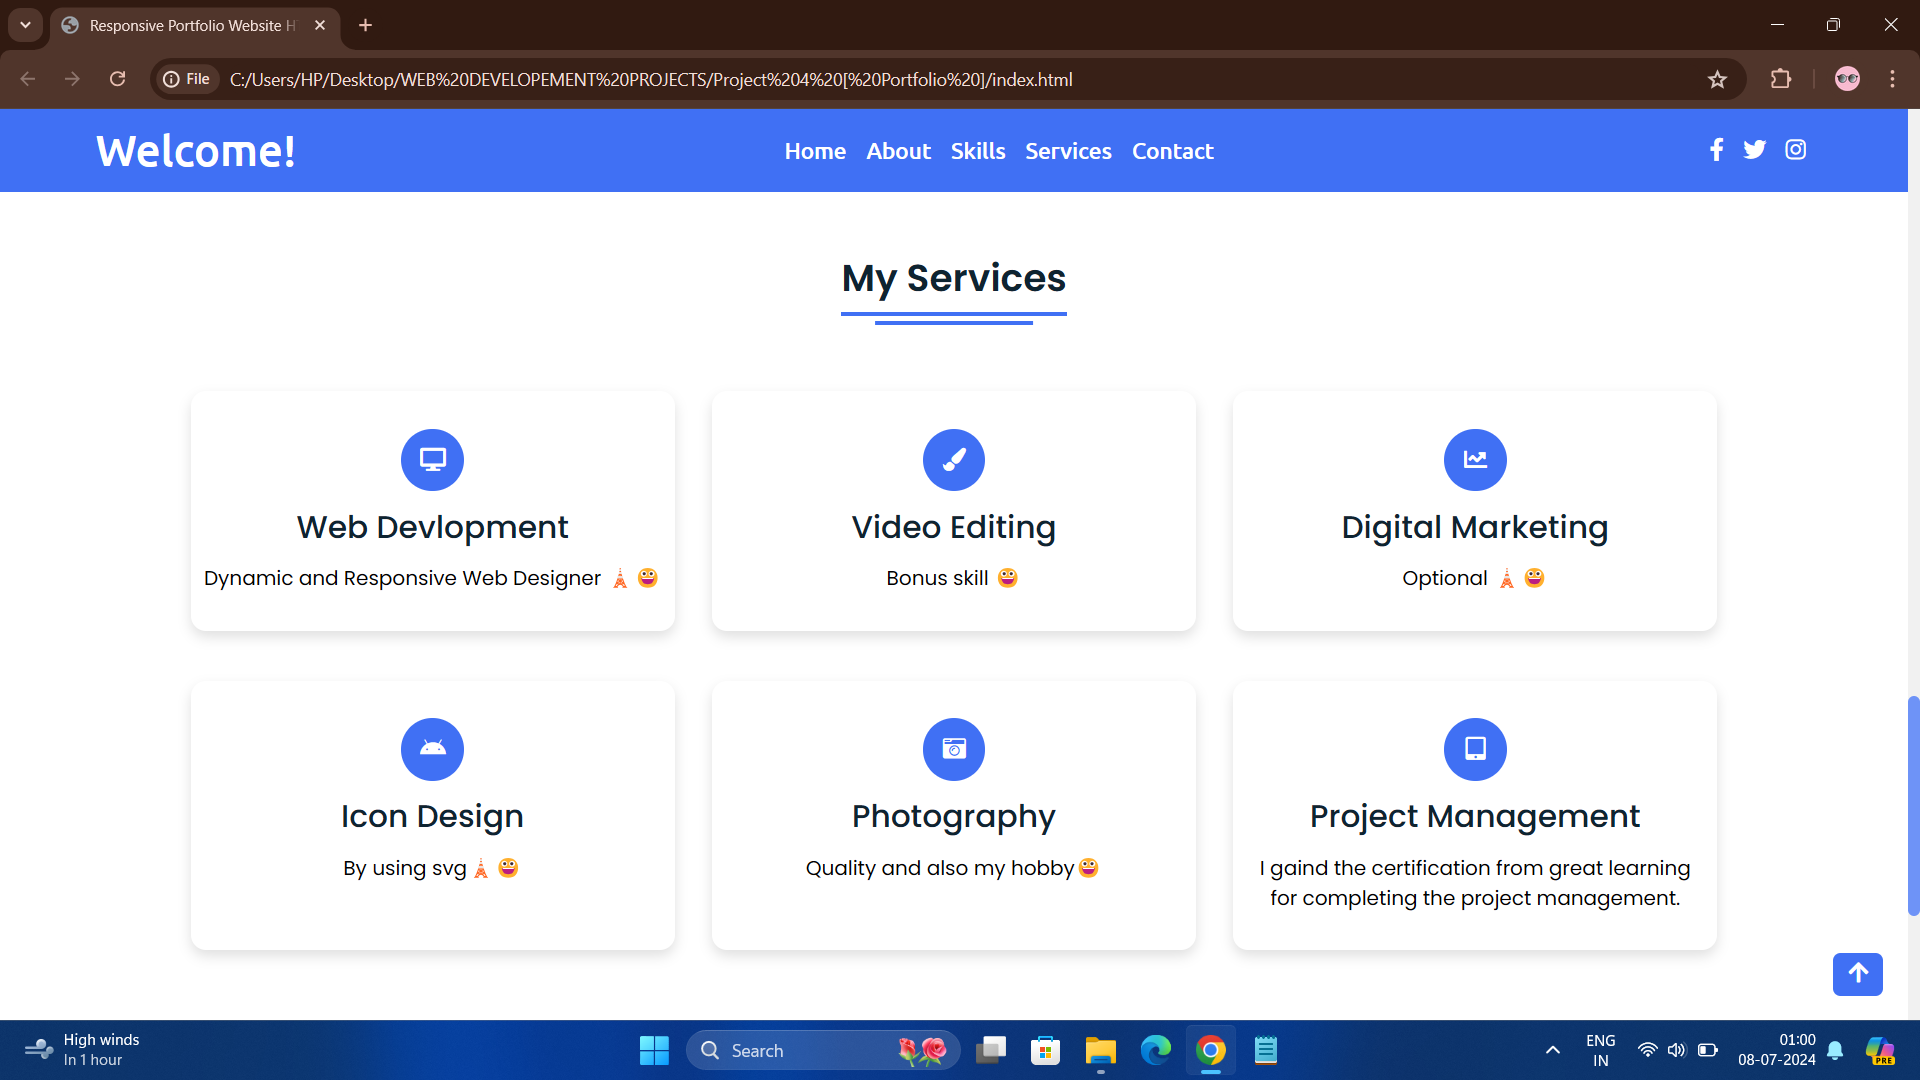 Responsive Portfolio Website H
File
C:/Users/HP/Desktop/WEB%20DEVELOPEMENT%20PROJECTS/Project%204%20[%20Portfolio%20]/index.html
Welcome!
Home About Skills Services Contact
My Services
Web Devlopment
Dynamic and Responsive Web Designer 🗼 😀
Video Editing
Bonus skill 😀
Digital Marketing
Optional 🗼 😀
Icon Design
By using svg🗼 😀
Photography
Quality and also my hobby😀
Project Management
I gaind the certification from great learning
for completing the project management.
High winds
In 1 hour
Search
ENG
IN
01:00
08-07-2024
PRE